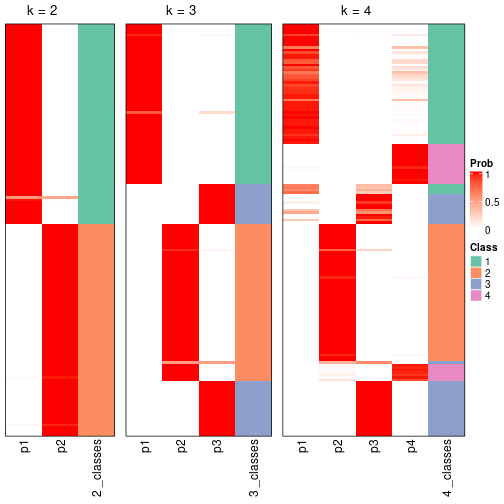 k = 2
k = 3
k = 4
Prob
1
0.5
0
Class
1
2
3
4
p1
p2
2_classes
p1
p2
p3
3_classes
p1
p2
p3
p4
4_classes